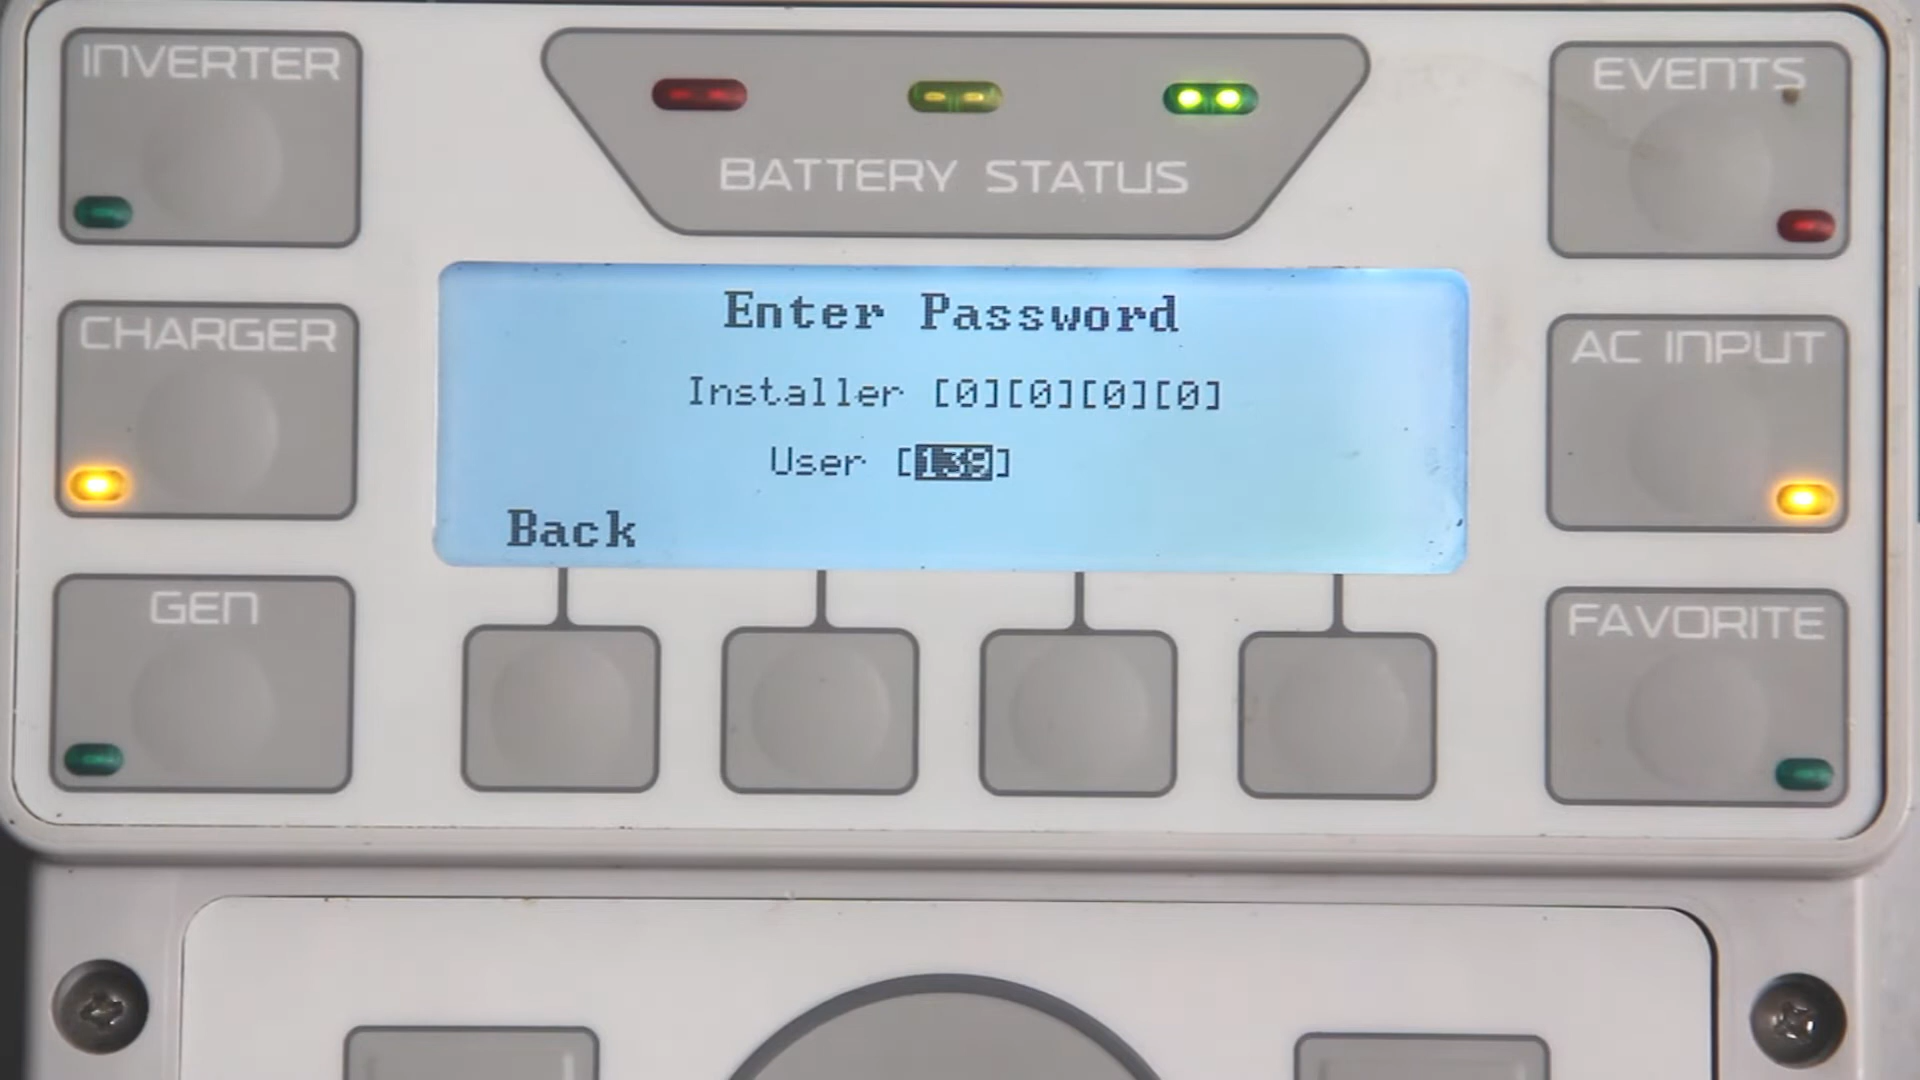 INVERTER
BATTERY STATUS
EVENTS
CHARGER
Enter Password
Installer [0][0][0][0]
User [139]
Back
AC INPUT
GEN
FAVORITE